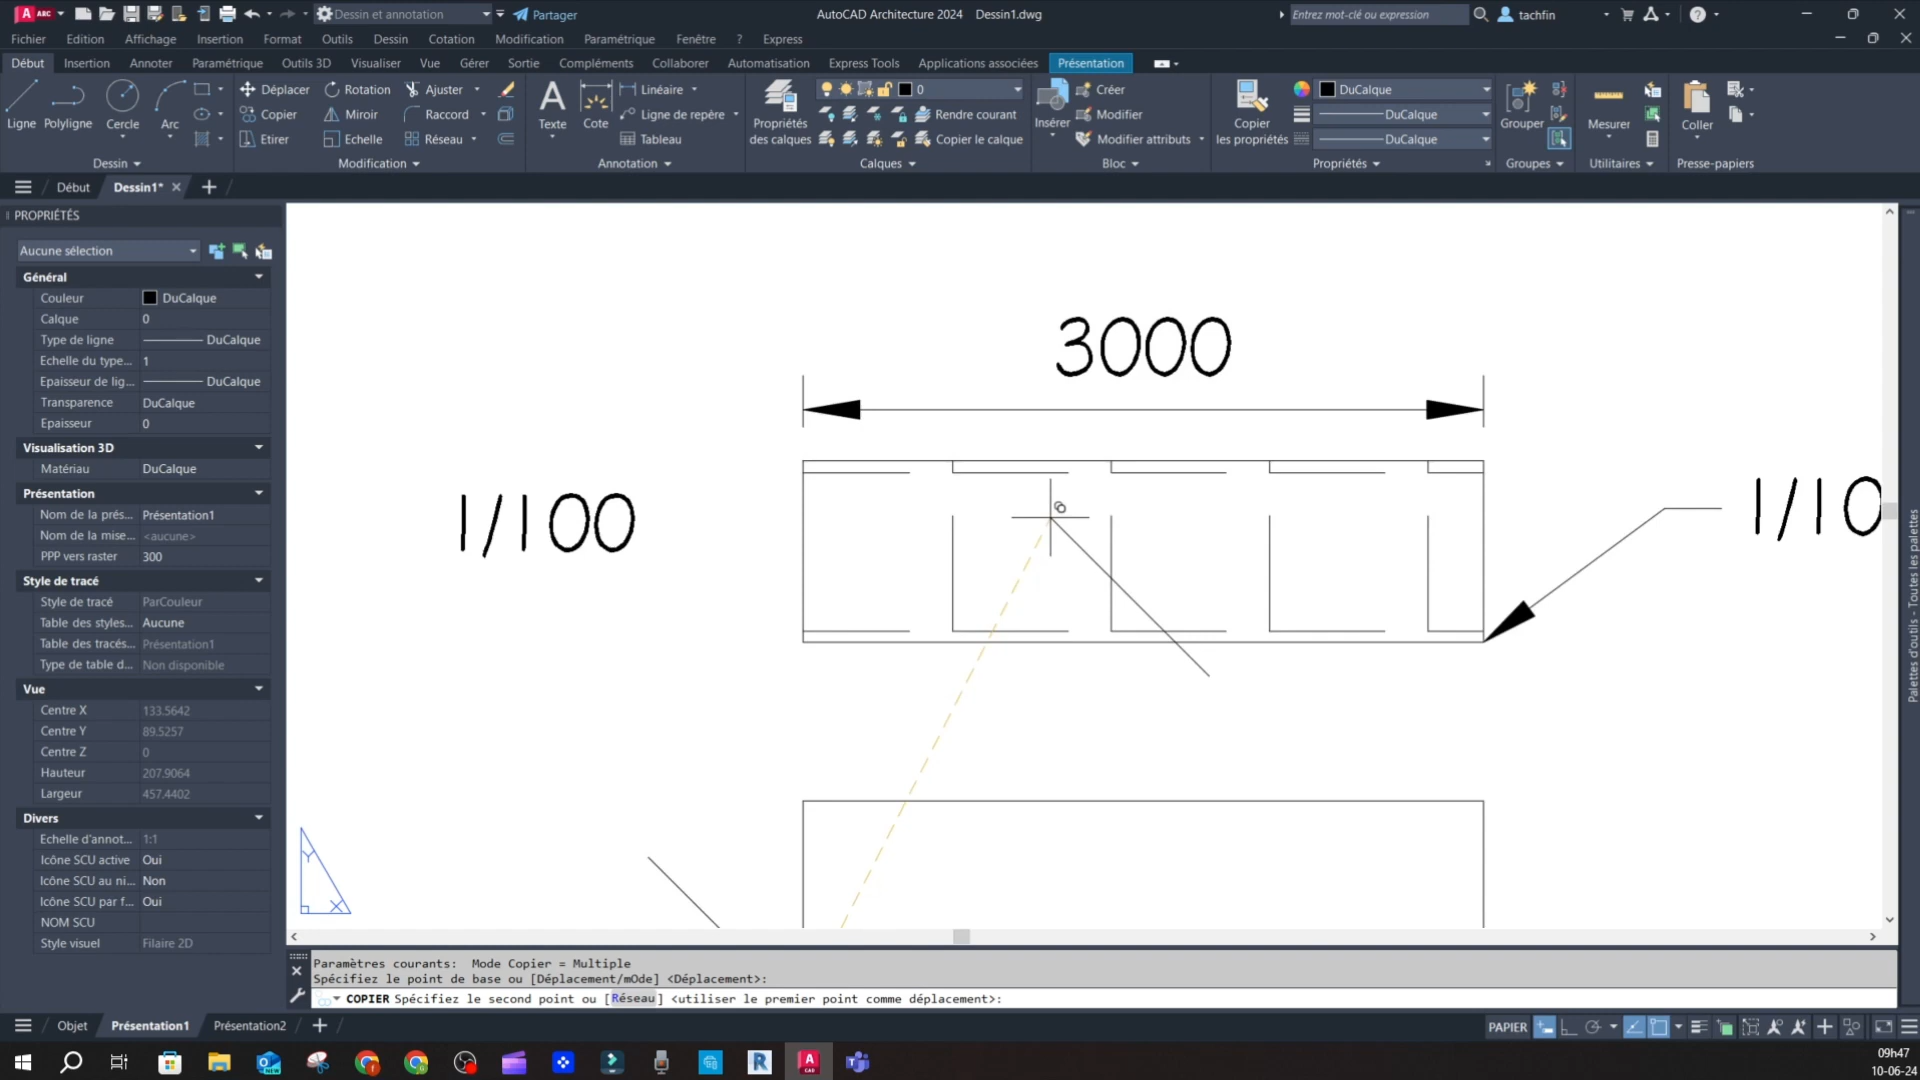 ARC
Dessin et annotation
Partager
AutoCAD Architecture 2024 Dessin1.dwg
Entrez mot-clé ou expression
tachfin
Fichier Edition Affichage Insertion Format Outils Dessin Cotation Modification Paramétrique Fenêtre ? Express
Début Insertion Annoter Paramétrique Outils 3D Visualiser Vue Gérer Sortie Compléments Collaborer Automatisation Express Tools Applications associées Présentation
Ligne Polyligne Cercle Arc
Dessin
Déplacer Rotation Ajuster
Copier Miroir Raccord
Etirer Echelle Réseau
Modification
Texte Cote
Linéaire
Ligne de repère
Tableau
Annotation
Propriétés des calques
0
Rendre courant
Copier le calque
Calques
Insérer
Créer
Modifier
Modifier attributs
Bloc
Copier les propriétés
DuCalque
DuCalque
DuCalque
Propriétés
Grouper
Groupes
Mesurer
Utilitaires
Coller
Presse-papiers
Début Dessin1*
PROPRIÉTÉS
Aucune sélection
Général
Couleur DuCalque
Calque 0
Type de ligne DuCalque
Echelle du type... 1
Epaisseur de lig... DuCalque
Transparence DuCalque
Epaisseur 0
Visualisation 3D
Matériau DuCalque
Présentation
Nom de la prés... Présentation1
Nom de la mise... <aucune>
PPP vers raster 300
Style de tracé
Style de tracé ParCouleur
Table des styles... Aucune
Table des tracés... Présentation1
Type de table d... Non disponible
Vue
Centre X 133.5642
Centre Y 89.5257
Centre Z 0
Hauteur 207.9064
Largeur 457.4402
Divers
Echelle d'annot... 1:1
Icône SCU active Oui
Icône SCU au ni... Non
Icône SCU par f... Oui
NOM SCU
Style visuel Filaire 2D
3000
1/100
1/10
Y
X
Palettes d'outils - Toutes les palettes
Paramètres courants: Mode Copier = Multiple
Spécifiez le point de base ou [Déplacement/mOde] <Déplacement>:
COPIER Spécifiez le second point ou [Réseau] <utiliser le premier point comme déplacement>:
Objet Présentation1 Présentation2
PAPIER
09h47
10-06-24